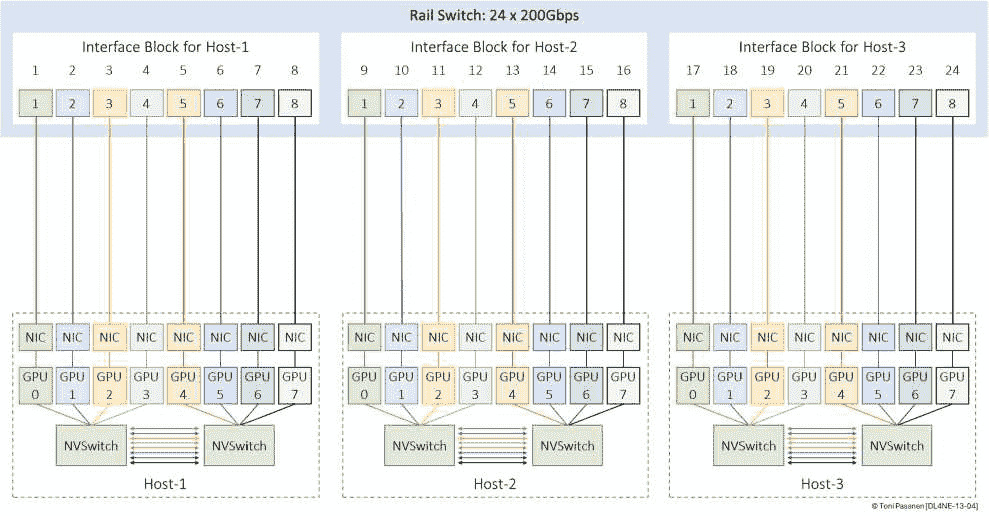 Rail Switch: 24 x 200Gbps
Interface Block for Host-1 Interface Block for Host-2 Interface Block for Host-3
1 2 3 4 5 6 7 8 9 10 11 12 13 14 15 16 17 18 19 20 21 22 23 24
1 2 3 4 5 6 7 8 1 2 3 4 5 6 7 8 1 2 3 4 5 6 7 8
NIC NIC NIC NIC NIC NIC NIC NIC NIC NIC NIC NIC NIC NIC NIC NIC NIC NIC NIC NIC NIC NIC NIC NIC
GPU GPU GPU GPU GPU GPU GPU GPU GPU GPU GPU GPU GPU GPU GPU GPU GPU GPU GPU GPU GPU GPU GPU GPU
0 1 2 3 4 5 6 7 0 1 2 3 4 5 6 7 0 1 2 3 4 5 6 7
NVSwitch NVSwitch NVSwitch NVSwitch NVSwitch NVSwitch
Host-1 Host-2 Host-3
© Toni Pasanen [DL4NE-13-04]